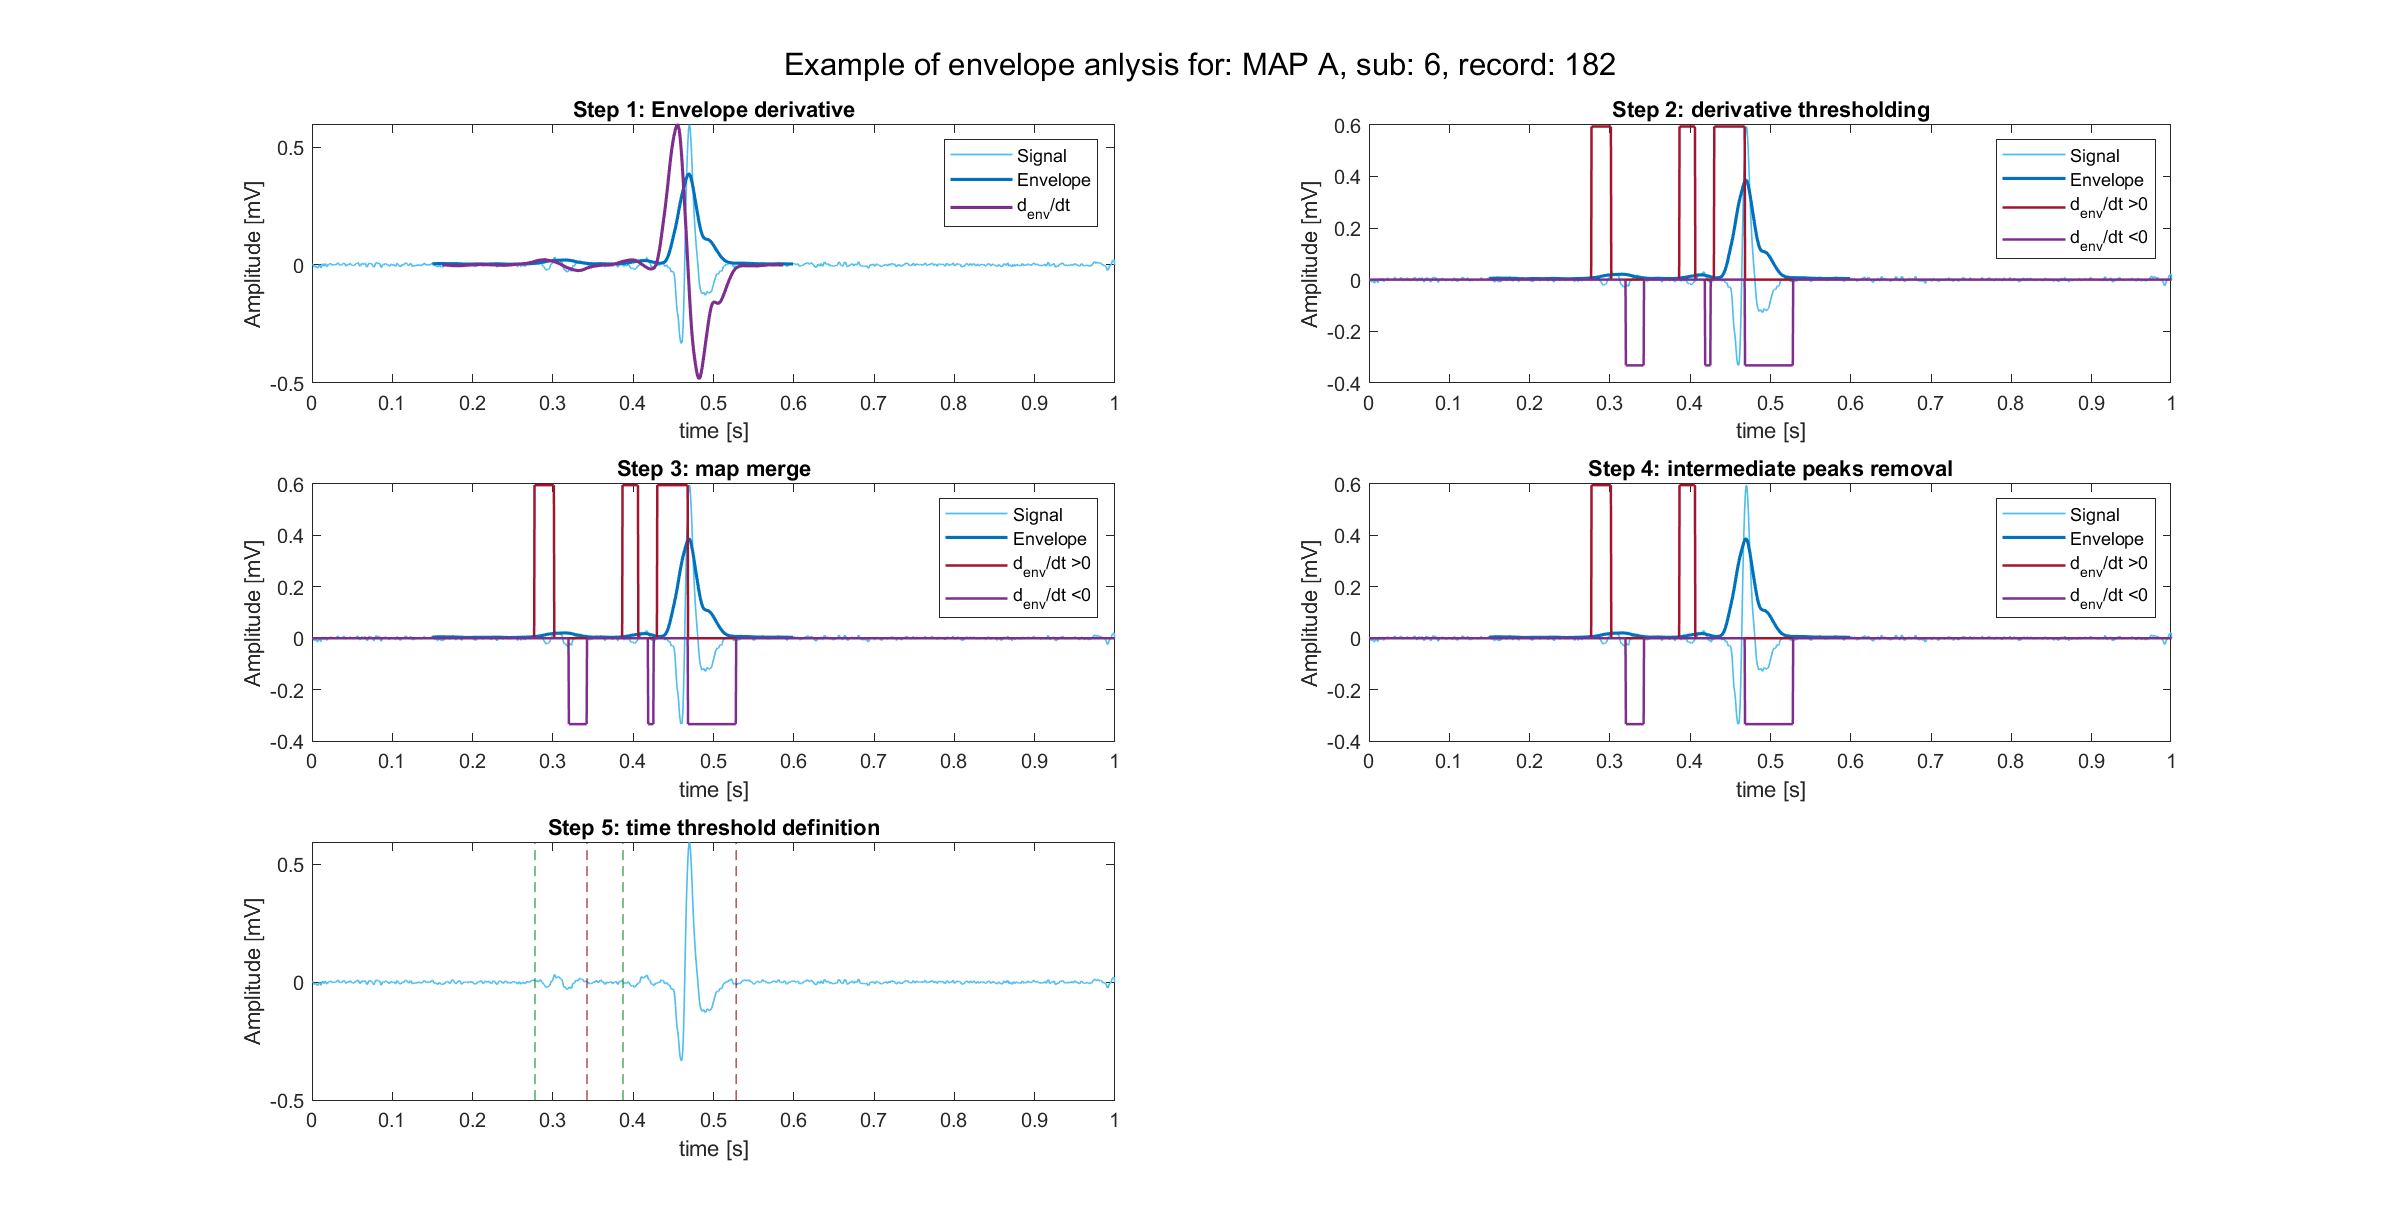 Example of envelope anlysis for: MAP A, sub: 6, record: 182
Step 1: Envelope derivative
0.5
0
-0.5
Amplitude [mV]
0 0.1 0.2 0.3 0.4 0.5 0.6 0.7 0.8 0.9 1
time [s]
Signal
Envelope
d_env/dt
Step 2: derivative thresholding
0.6
0.4
0.2
0
-0.2
-0.4
Amplitude [mV]
0 0.1 0.2 0.3 0.4 0.5 0.6 0.7 0.8 0.9 1
time [s]
Signal
Envelope
d_env/dt >0
d_env/dt <0
Step 3: map merge
0.6
0.4
0.2
0
-0.2
-0.4
Amplitude [mV]
0 0.1 0.2 0.3 0.4 0.5 0.6 0.7 0.8 0.9 1
time [s]
Signal
Envelope
d_env/dt >0
d_env/dt <0
Step 4: intermediate peaks removal
0.6
0.4
0.2
0
-0.2
-0.4
Amplitude [mV]
0 0.1 0.2 0.3 0.4 0.5 0.6 0.7 0.8 0.9 1
time [s]
Signal
Envelope
d_env/dt >0
d_env/dt <0
Step 5: time threshold definition
0.5
0
-0.5
Amplitude [mV]
0 0.1 0.2 0.3 0.4 0.5 0.6 0.7 0.8 0.9 1
time [s]